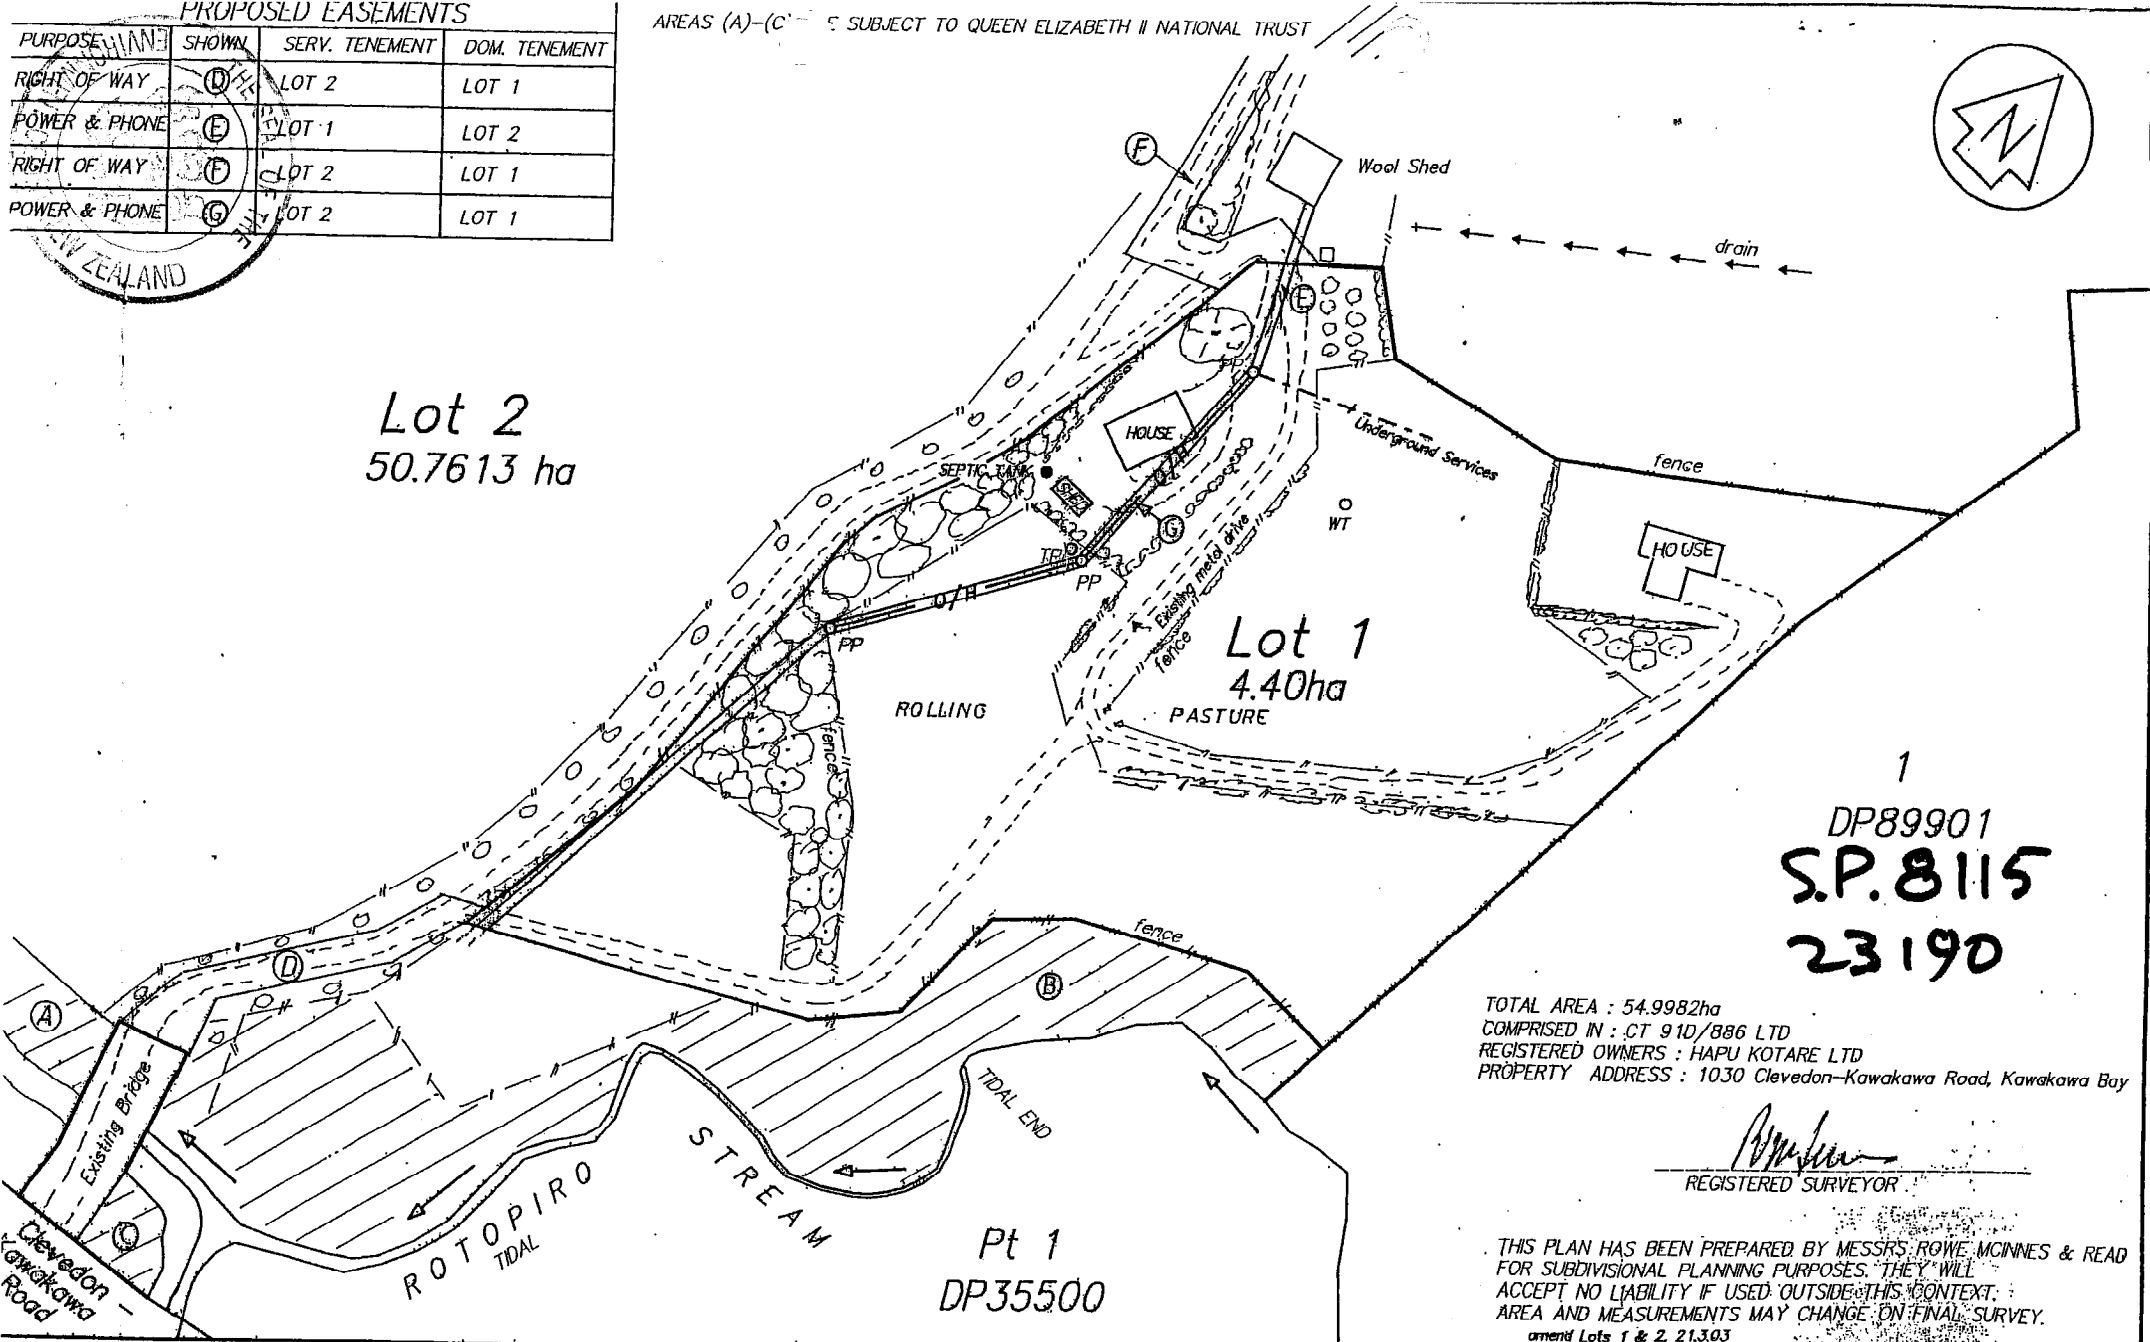 PROPOSED EASEMENTS
PURPOSE SHOWN SERV. TENEMENT DOM. TENEMENT
RIGHT OF WAY D LOT 2 LOT 1
POWER & PHONE E LOT 1 LOT 2
RIGHT OF WAY F LOT 2 LOT 1
POWER & PHONE G LOT 2 LOT 1
NEW ZEALAND
THE
OF THE
AREAS (A)-(C SUBJECT TO QUEEN ELIZABETH II NATIONAL TRUST
N
F
Wool Shed
drain
E
PP
Lot 2
50.7613 ha
HOUSE
SEPTIC TANK
SHED
O/H
G
Underground Services
fence
WT
HOUSE
TP
PP
O/H
PP
Existing metal drive
fence
Lot 1
4.40ha
ROLLING
PASTURE
fence
1
DP89901
S.P. 8115
23190
fence
D
A
B
TOTAL AREA : 54.9982ha
COMPRISED IN : CT 91D/886 LTD
REGISTERED OWNERS : HAPU KOTARE LTD
PROPERTY ADDRESS : 1030 Clevedon-Kawakawa Road, Kawakawa Bay
REGISTERED SURVEYOR
Existing Bridge
TIDAL END
ROTOPIRO STREAM
TIDAL
C
Clevedon -
Kawakawa
Road
Pt 1
DP35500
THIS PLAN HAS BEEN PREPARED BY MESSRS ROWE MCINNES & READ
FOR SUBDIVISIONAL PLANNING PURPOSES. THEY WILL
ACCEPT NO LIABILITY IF USED OUTSIDE THIS CONTEXT.
AREA AND MEASUREMENTS MAY CHANGE ON FINAL SURVEY.
amend Lots 1 & 2 21.3.03